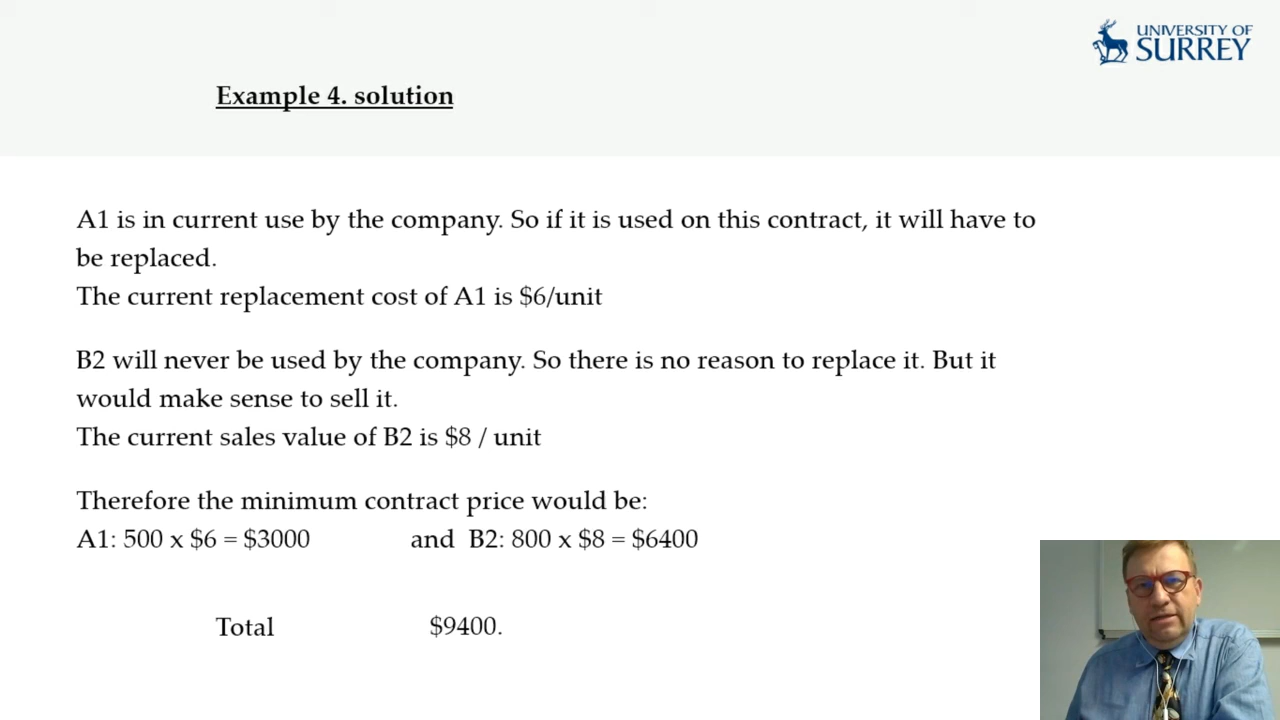 UNIVERSITY OF
SURREY
Example 4. solution
A1 is in current use by the company. So if it is used on this contract, it will have to
be replaced.
The current replacement cost of A1 is $6/unit
B2 will never be used by the company. So there is no reason to replace it. But it
would make sense to sell it.
The current sales value of B2 is $8 / unit
Therefore the minimum contract price would be:
A1: 500 x $6 = $3000 and B2: 800 x $8 = $6400
Total $9400.